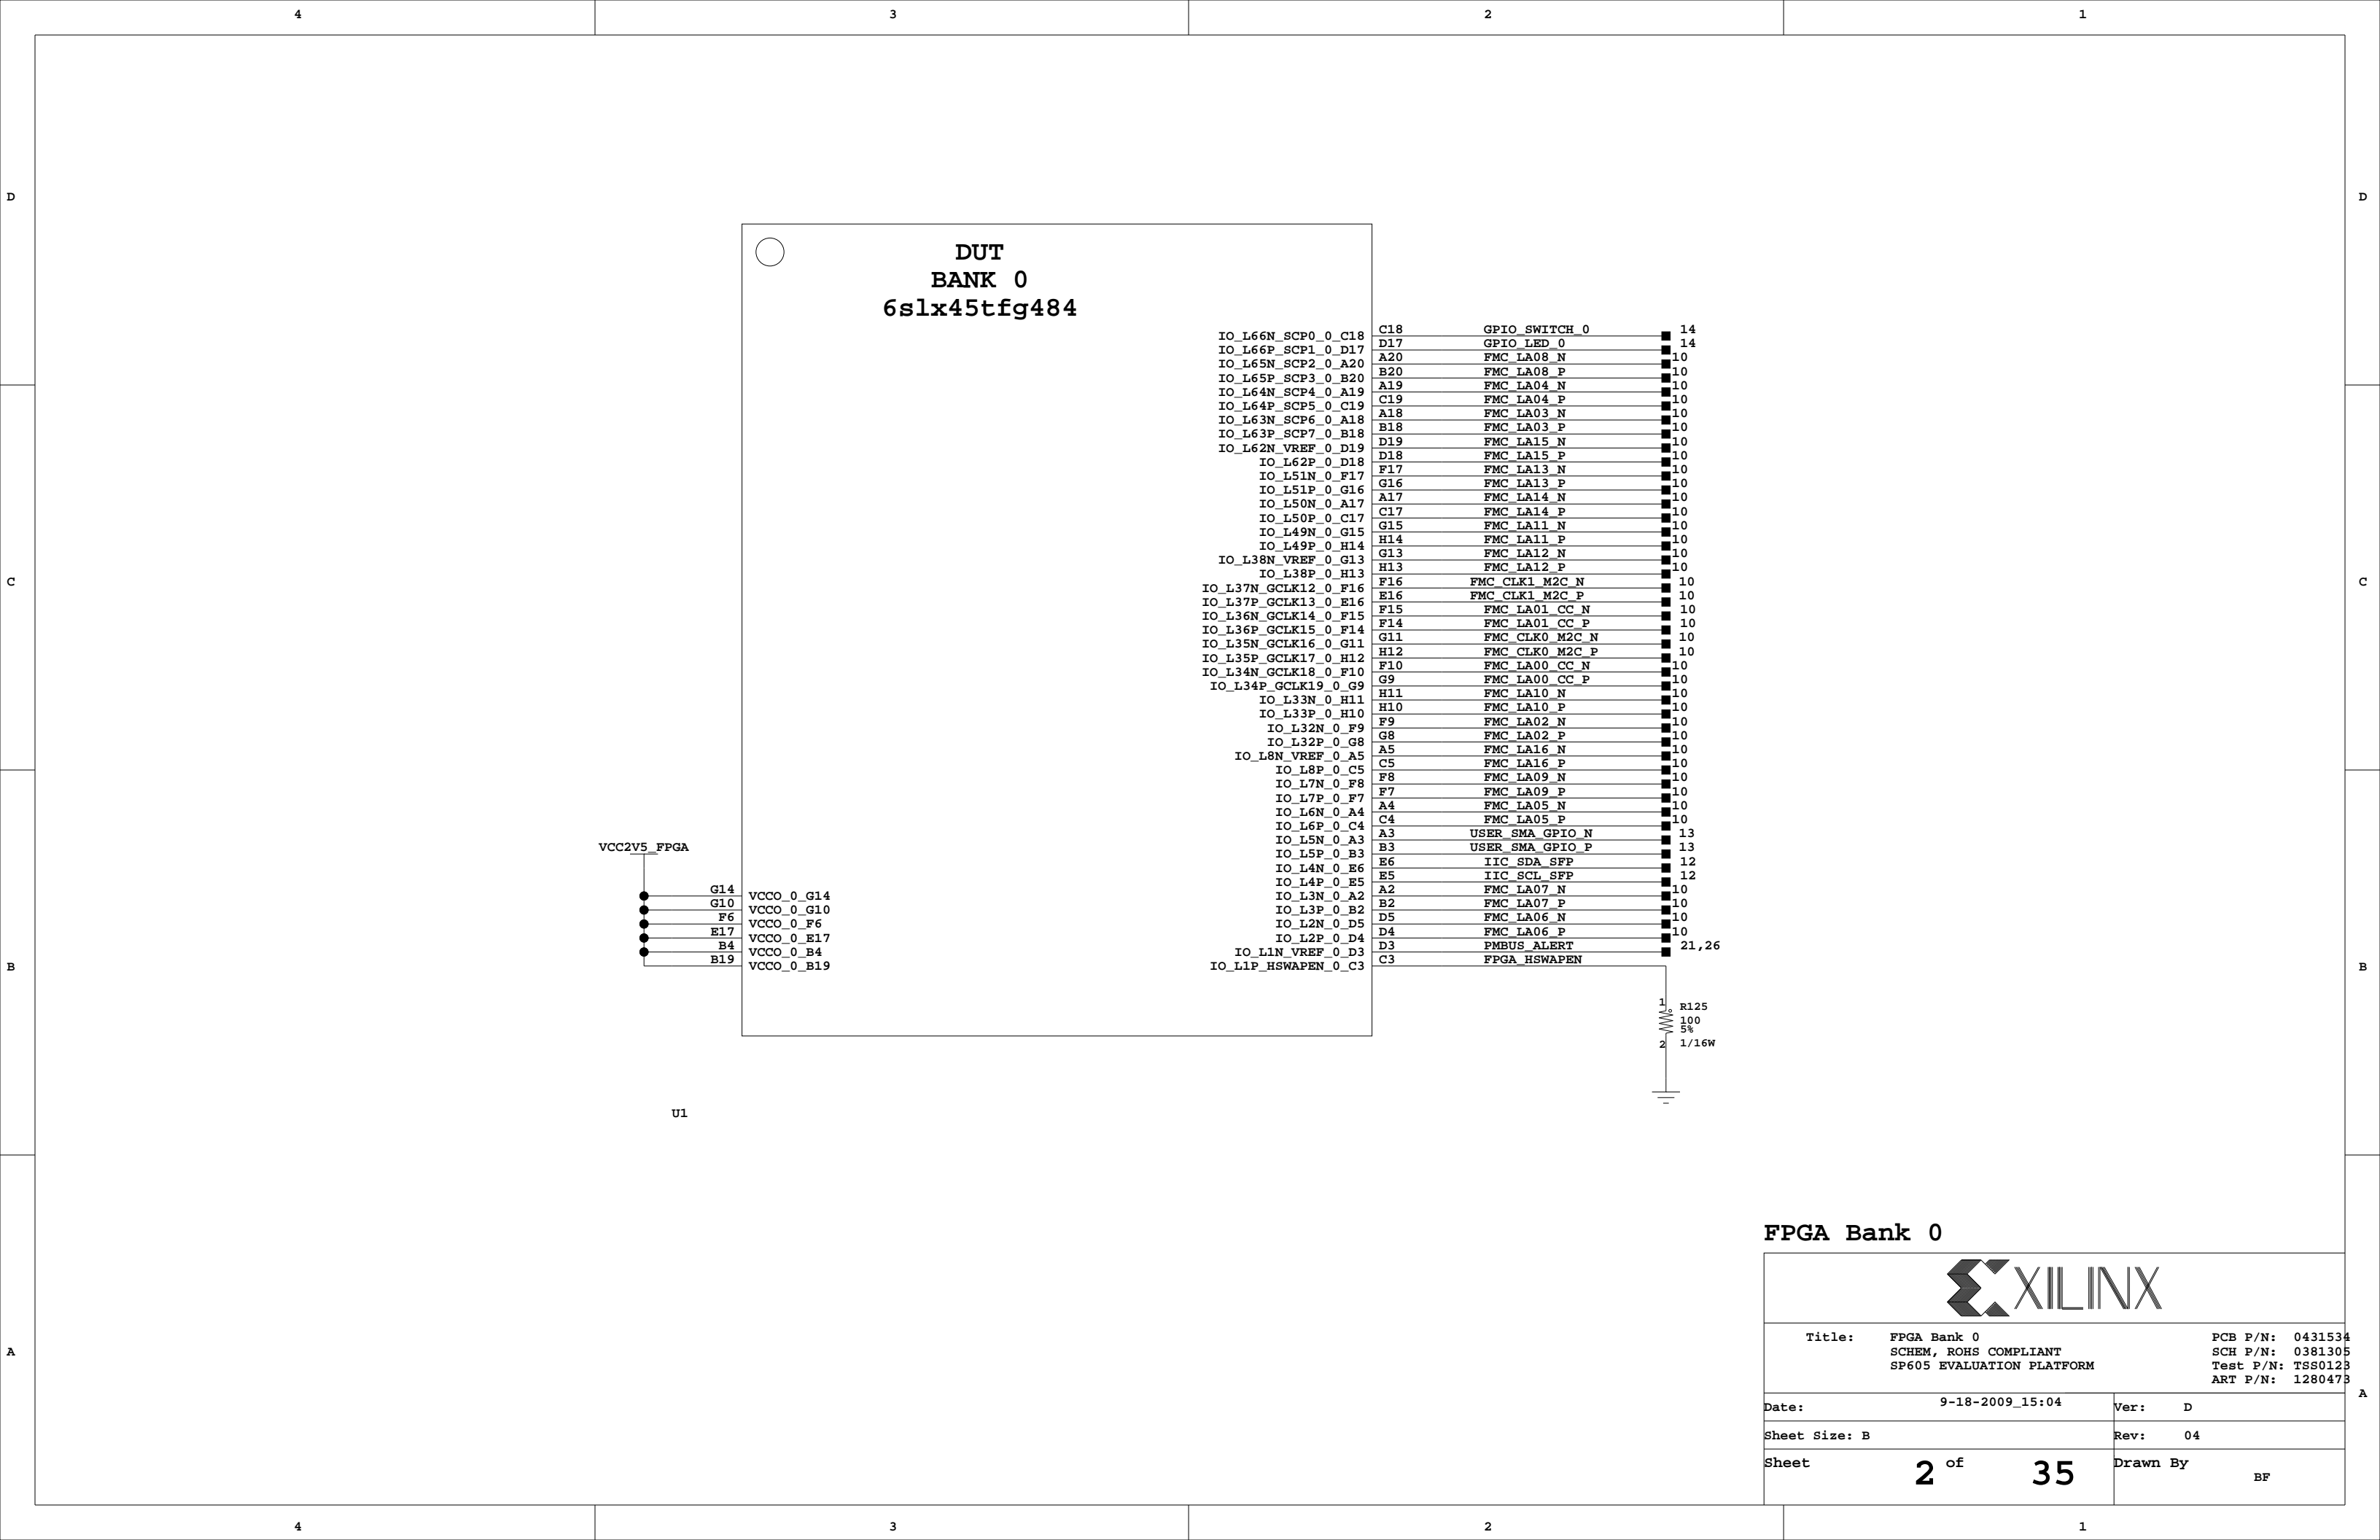 4 3 2 1
D D
DUT
BANK 0
6slx45tfg484
IO_L66N_SCP0_0_C18 C18 GPIO_SWITCH_0 14
IO_L66P_SCP1_0_D17 D17 GPIO_LED_0 14
IO_L65N_SCP2_0_A20 A20 FMC_LA08_N 10
IO_L65P_SCP3_0_B20 B20 FMC_LA08_P 10
IO_L64N_SCP4_0_A19 A19 FMC_LA04_N 10
IO_L64P_SCP5_0_C19 C19 FMC_LA04_P 10
IO_L63N_SCP6_0_A18 A18 FMC_LA03_N 10
IO_L63P_SCP7_0_B18 B18 FMC_LA03_P 10
IO_L62N_VREF_0_D19 D19 FMC_LA15_N 10
IO_L62P_0_D18 D18 FMC_LA15_P 10
IO_L51N_0_F17 F17 FMC_LA13_N 10
IO_L51P_0_G16 G16 FMC_LA13_P 10
IO_L50N_0_A17 A17 FMC_LA14_N 10
IO_L50P_0_C17 C17 FMC_LA14_P 10
IO_L49N_0_G15 G15 FMC_LA11_N 10
IO_L49P_0_H14 H14 FMC_LA11_P 10
IO_L38N_VREF_0_G13 G13 FMC_LA12_N 10
IO_L38P_0_H13 H13 FMC_LA12_P 10
C C
IO_L37N_GCLK12_0_F16 F16 FMC_CLK1_M2C_N 10
IO_L37P_GCLK13_0_E16 E16 FMC_CLK1_M2C_P 10
IO_L36N_GCLK14_0_F15 F15 FMC_LA01_CC_N 10
IO_L36P_GCLK15_0_F14 F14 FMC_LA01_CC_P 10
IO_L35N_GCLK16_0_G11 G11 FMC_CLK0_M2C_N 10
IO_L35P_GCLK17_0_H12 H12 FMC_CLK0_M2C_P 10
IO_L34N_GCLK18_0_F10 F10 FMC_LA00_CC_N 10
IO_L34P_GCLK19_0_G9 G9 FMC_LA00_CC_P 10
IO_L33N_0_H11 H11 FMC_LA10_N 10
IO_L33P_0_H10 H10 FMC_LA10_P 10
IO_L32N_0_F9 F9 FMC_LA02_N 10
IO_L32P_0_G8 G8 FMC_LA02_P 10
IO_L8N_VREF_0_A5 A5 FMC_LA16_N 10
IO_L8P_0_C5 C5 FMC_LA16_P 10
IO_L7N_0_F8 F8 FMC_LA09_N 10
IO_L7P_0_F7 F7 FMC_LA09_P 10
IO_L6N_0_A4 A4 FMC_LA05_N 10
IO_L6P_0_C4 C4 FMC_LA05_P 10
IO_L5N_0_A3 A3 USER_SMA_GPIO_N 13
VCC2V5_FPGA IO_L5P_0_B3 B3 USER_SMA_GPIO_P 13
IO_L4N_0_E6 E6 IIC_SDA_SFP 12
IO_L4P_0_E5 E5 IIC_SCL_SFP 12
G14 VCCO_0_G14 IO_L3N_0_A2 A2 FMC_LA07_N 10
G10 VCCO_0_G10 IO_L3P_0_B2 B2 FMC_LA07_P 10
F6 VCCO_0_F6 IO_L2N_0_D5 D5 FMC_LA06_N 10
E17 VCCO_0_E17 IO_L2P_0_D4 D4 FMC_LA06_P 10
B4 VCCO_0_B4 IO_L1N_VREF_0_D3 D3 PMBUS_ALERT 21,26
B19 VCCO_0_B19 IO_L1P_HSWAPEN_0_C3 C3 FPGA_HSWAPEN
B B
1 R125
100
5%
2 1/16W
U1
FPGA Bank 0
XILINX
Title: FPGA Bank 0 PCB P/N: 0431534
SCHEM, ROHS COMPLIANT SCH P/N: 0381305
SP605 EVALUATION PLATFORM Test P/N: TSS0123
ART P/N: 1280473
A A
Date: 9-18-2009_15:04 Ver: D
Sheet Size: B Rev: 04
Sheet 2 of 35 Drawn By
BF
4 3 2 1